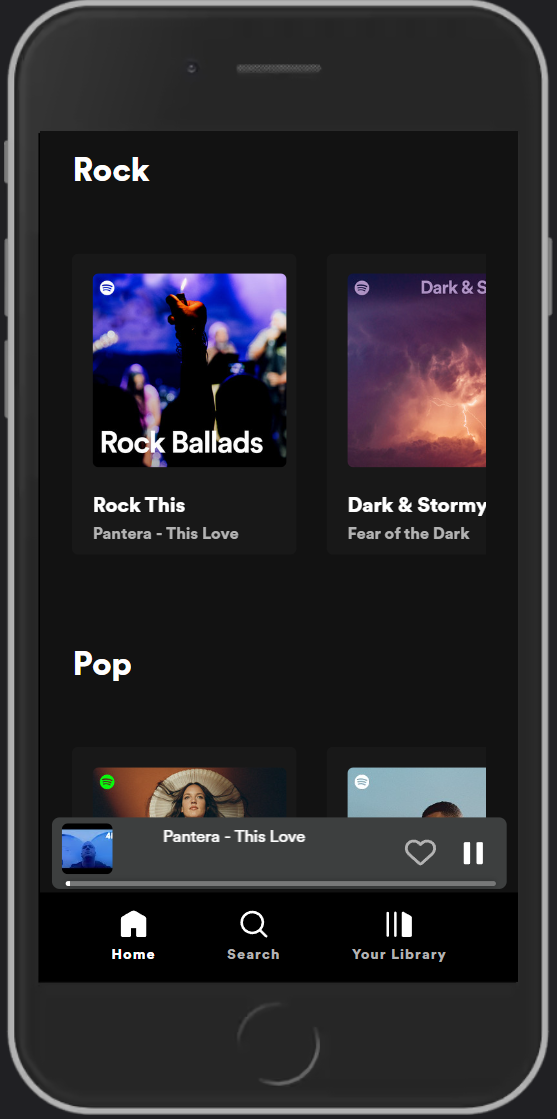 Rock
Dark & S
Rock Ballads
Rock This
Pantera - This Love
Dark & Stormy
Fear of the Dark
Pop
Pantera - This Love
Home
Search
Your Library